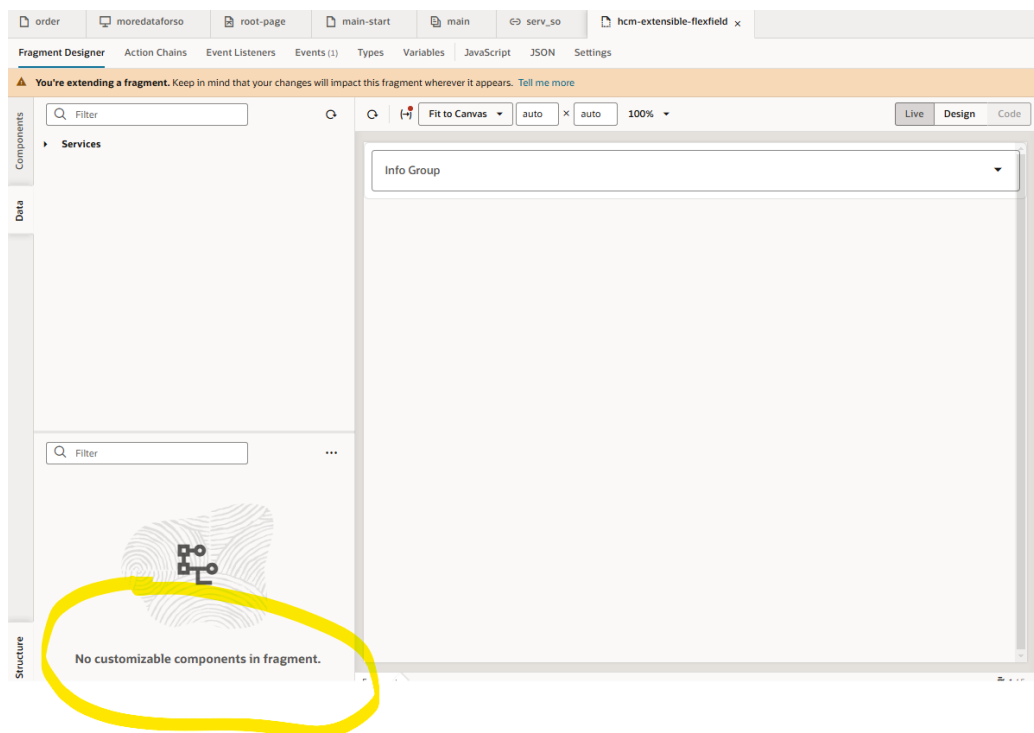 order moredataforso root-page main-start main serv_so hcm-extensible-flexfield ×
Fragment Designer Action Chains Event Listeners Events (1) Types Variables JavaScript JSON Settings
You're extending a fragment. Keep in mind that your changes will impact this fragment wherever it appears. Tell me more
Components
Data
Structure
Filter
Services
Fit to Canvas auto × auto 100% Live Design Code
Info Group
Filter
...
No customizable components in fragment.